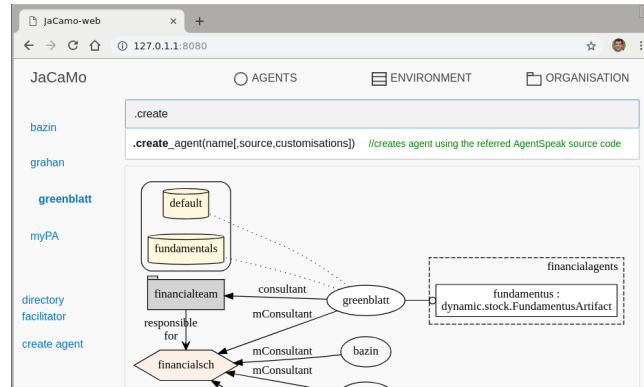 JaCamo-web
127.0.1.1:8080
JaCaMo
AGENTS
ENVIRONMENT
ORGANISATION
bazin
grahan
greenblatt
myPA
directory
facilitator
create agent
.create
.create_agent(name[,source,customisations]) //creates agent using the referred AgentSpeak source code
default
fundamentals
financialteam
consultant
greenblatt
financialagents
fundamentus :
dynamic.stock.FundamentusArtifact
responsible
for
mConsultant
financialsch
mConsultant
bazin
mConsultant